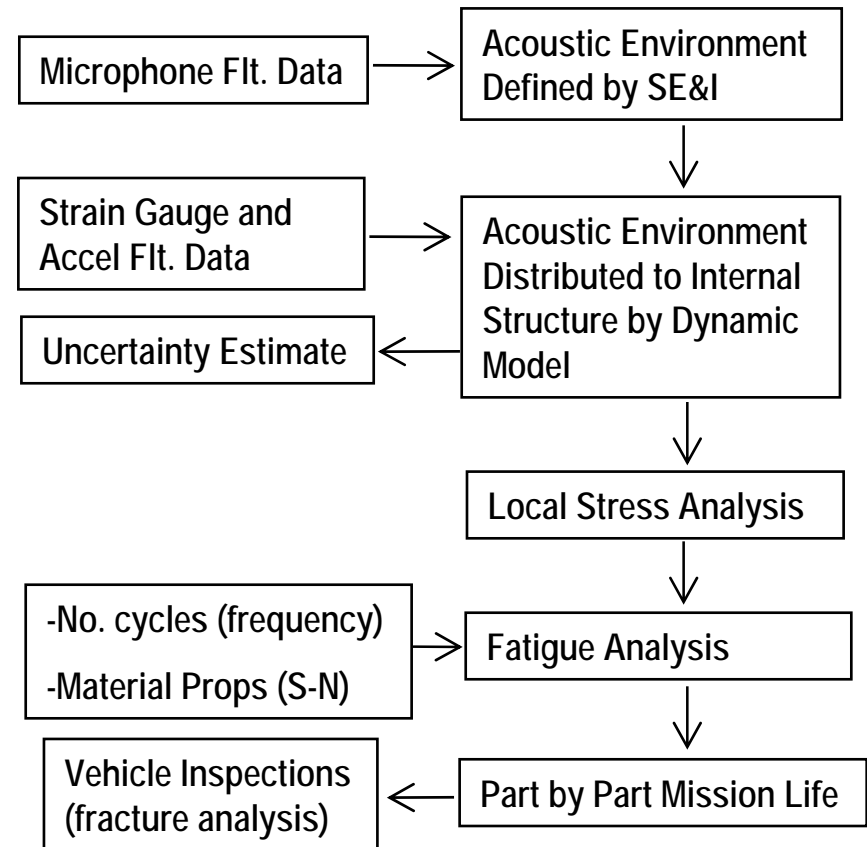 Microphone Flt. Data
Acoustic Environment
Defined by SE&I
Strain Gauge and
Accel Flt. Data
Acoustic Environment
Distributed to Internal
Structure by Dynamic
Model
Uncertainty Estimate
Local Stress Analysis
-No. cycles (frequency)
-Material Props (S-N)
Fatigue Analysis
Vehicle Inspections
(fracture analysis)
Part by Part Mission Life